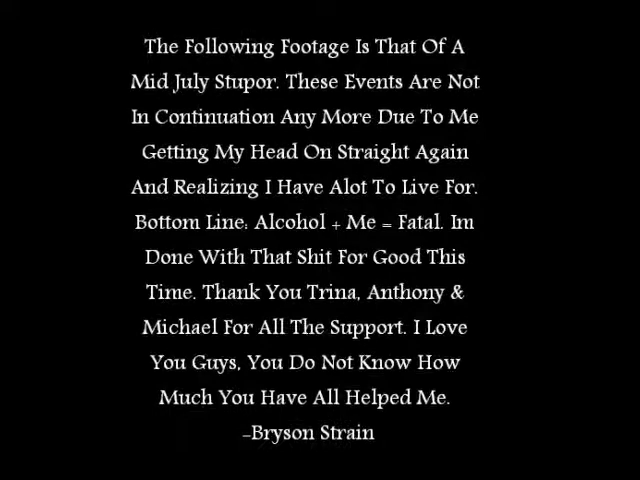 The Following Footage Is That Of A
Mid July Stupor. These Events Are Not
In Continuation Any More Due To Me
Getting My Head On Straight Again
And Realizing I Have Alot To Live For.
Bottom Line: Alcohol + Me = Fatal. Im
Done With That Shit For Good This
Time. Thank You Trina, Anthony &
Michael For All The Support. I Love
You Guys, You Do Not Know How
Much You Have All Helped Me.
-Bryson Strain